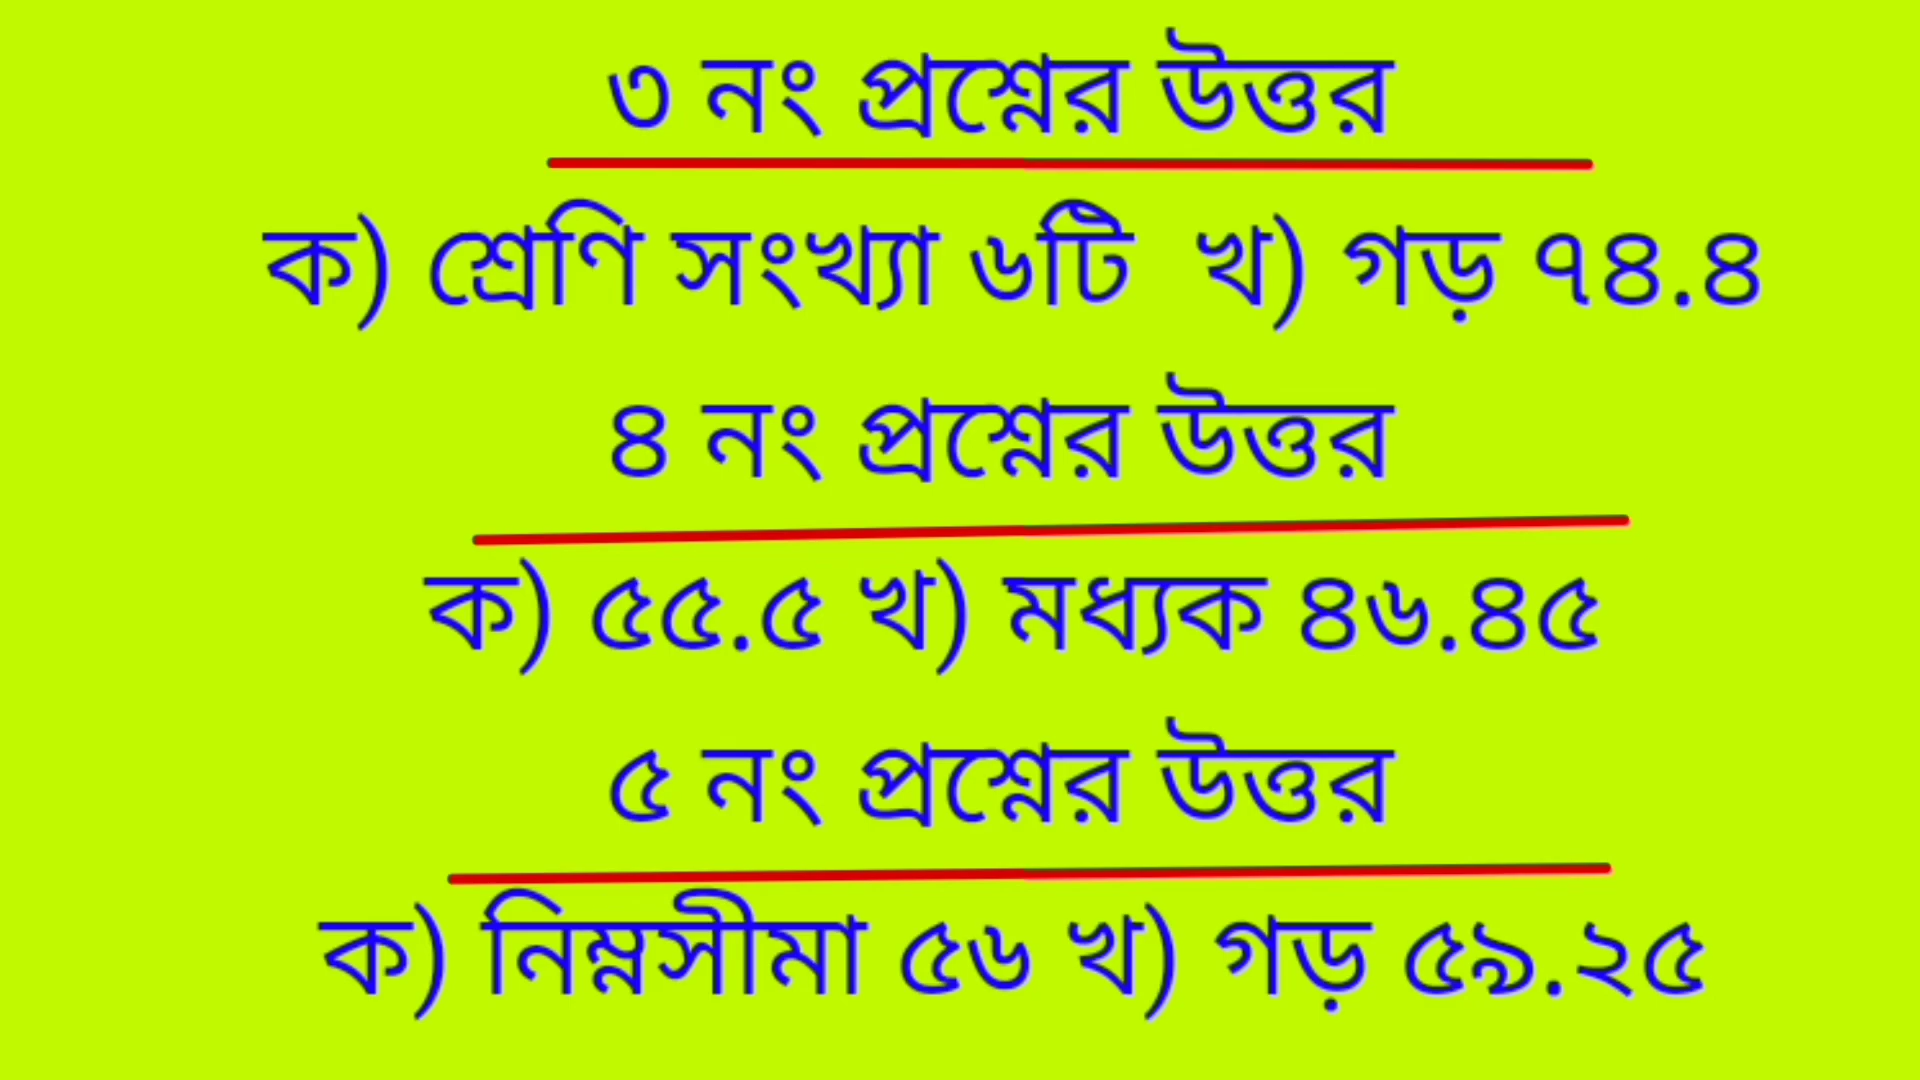 ৩ নং প্রশ্নের উত্তর
ক) শ্রেণি সংখ্যা ৬টি খ) গড় ৭৪.৪
৪ নং প্রশ্নের উত্তর
ক) ৫৫.৫ খ) মধ্যক ৪৬.৪৫
৫ নং প্রশ্নের উত্তর
ক) নিম্নসীমা ৫৬ খ) গড় ৫৯.২৫